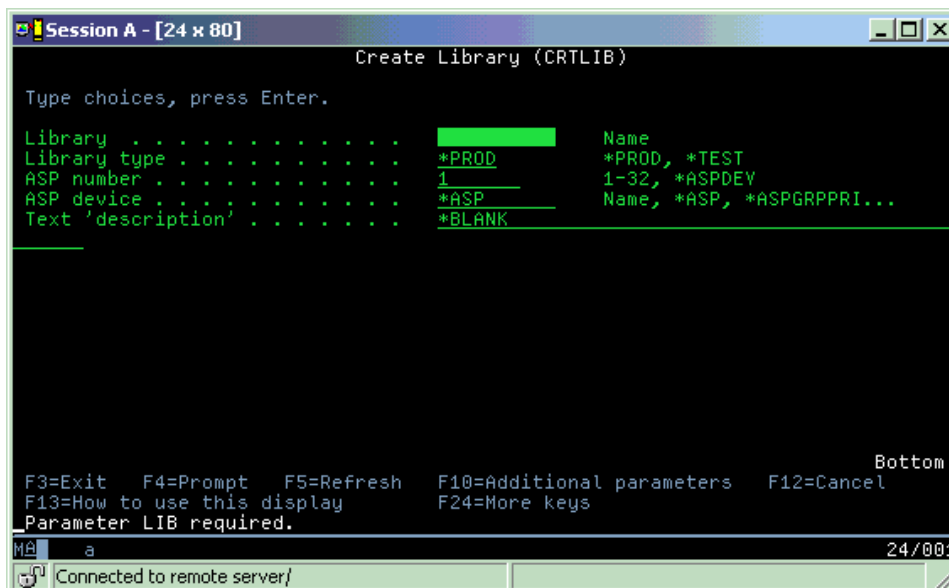 Session A - [24 x 80]
Create Library (CRTLIB)
Type choices, press Enter.
Library . . . . . . . . . . . . Name
Library type . . . . . . . . . . *PROD *PROD, *TEST
ASP number . . . . . . . . . . . 1 1-32, *ASPDEV
ASP device . . . . . . . . . . . *ASP Name, *ASP, *ASPGRPPRI...
Text 'description' . . . . . . . *BLANK
Bottom
F3=Exit F4=Prompt F5=Refresh F10=Additional parameters F12=Cancel
F13=How to use this display F24=More keys
Parameter LIB required.
MA a 24/001
Connected to remote server/